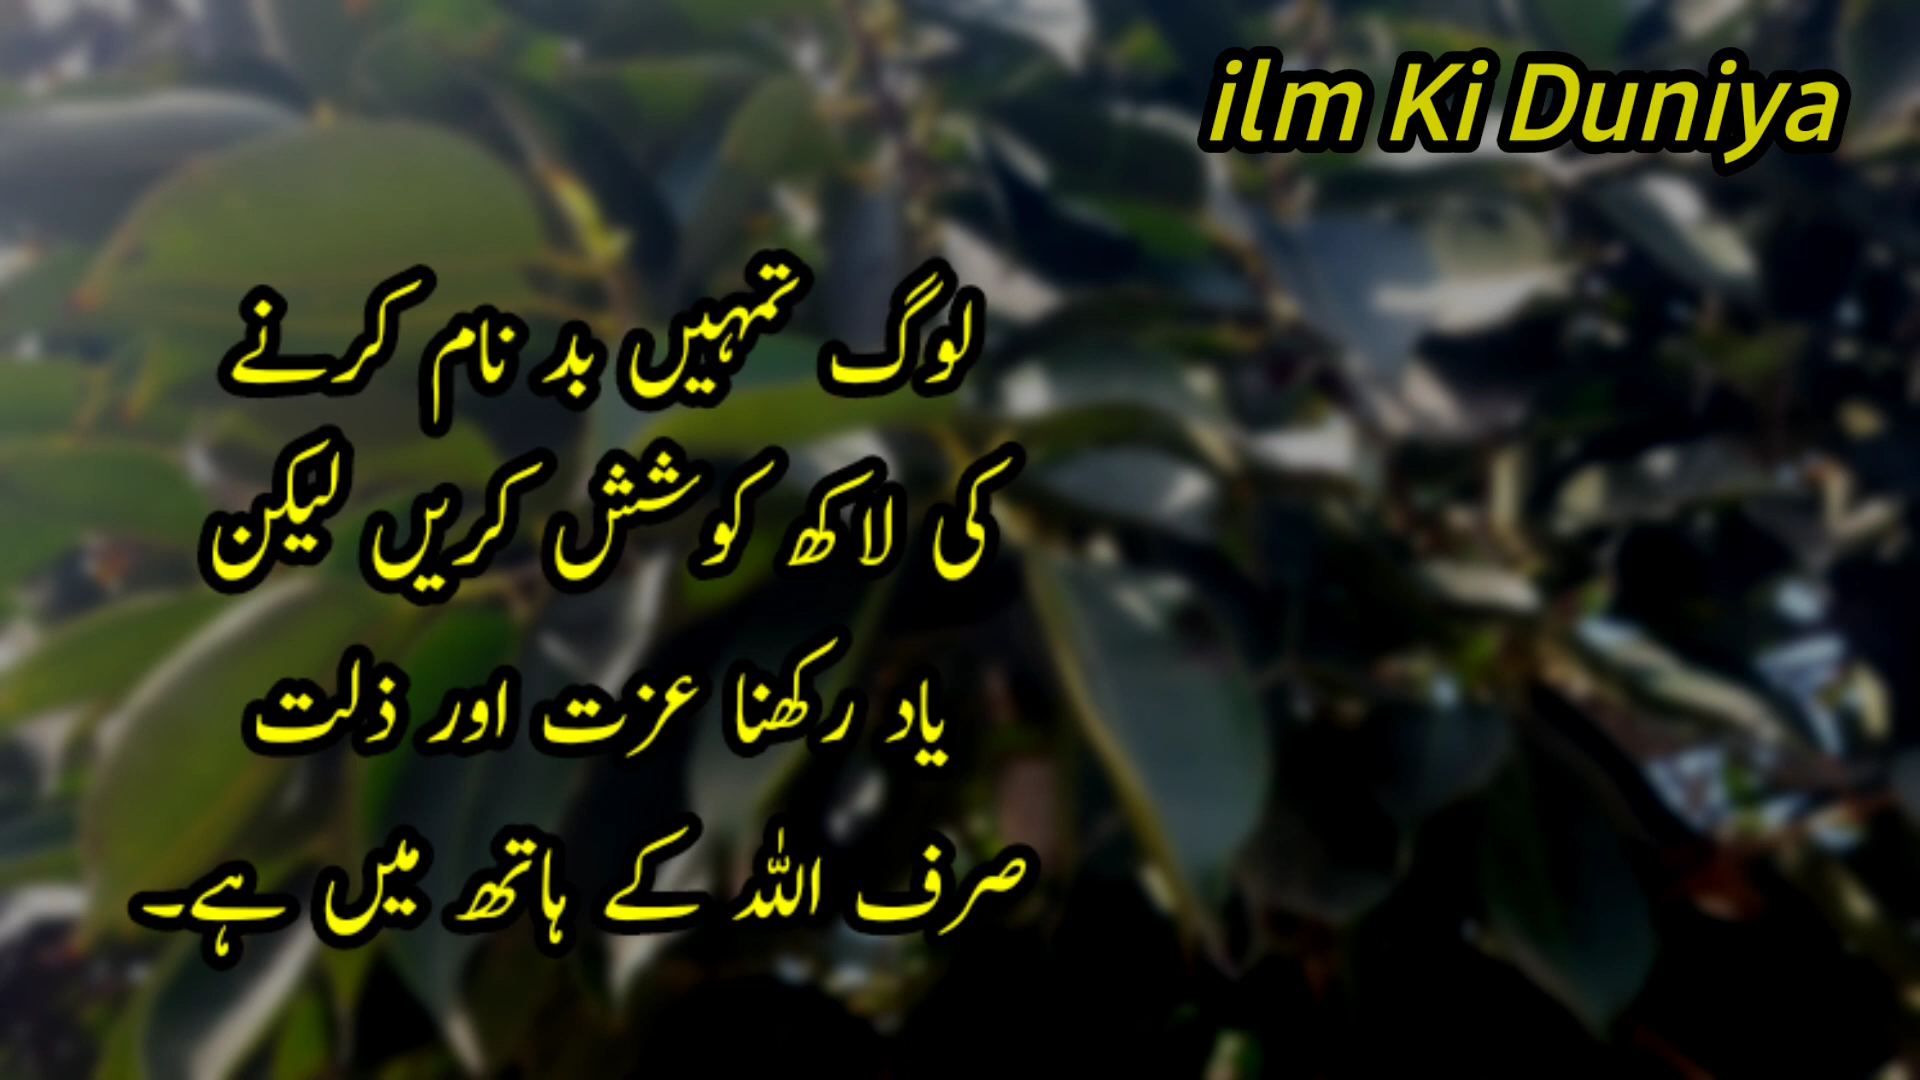 ilm Ki Duniya
لوگ تمہیں بد نام کرنے
کی لاکھ کوشش کریں لیکن
یاد رکھنا عزت اور ذلت
صرف اللہ کے ہاتھ میں ہے۔